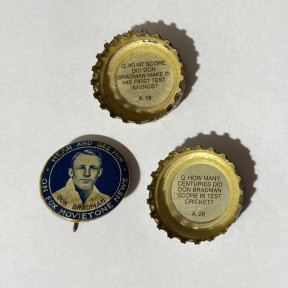 Q. WHAT SCORE
DID DON
BRADMAN MAKE IN
HIS FIRST TEST
INNINGS?
A. 18
HEAR AND SEE HIM
ON FOX MOVIETONE NEWS
DON BRADMAN
Q. HOW MANY
CENTURIES DID
DON BRADMAN
SCORE IN TEST
CRICKET?
A. 29